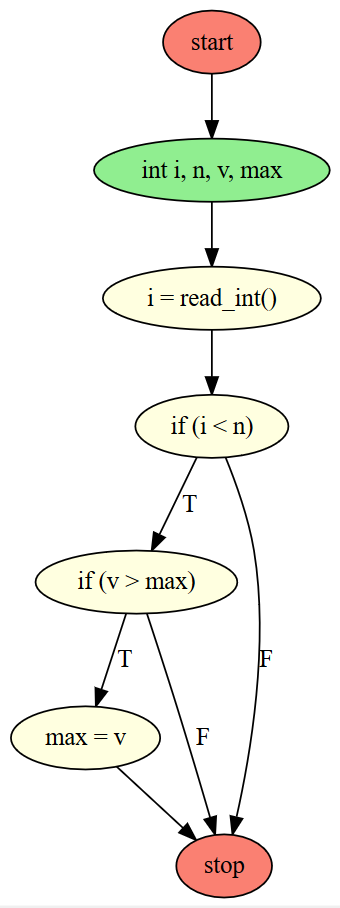 start
int i, n, v, max
i = read_int()
if (i < n)
T
if (v > max)
F
T
max = v
F
stop